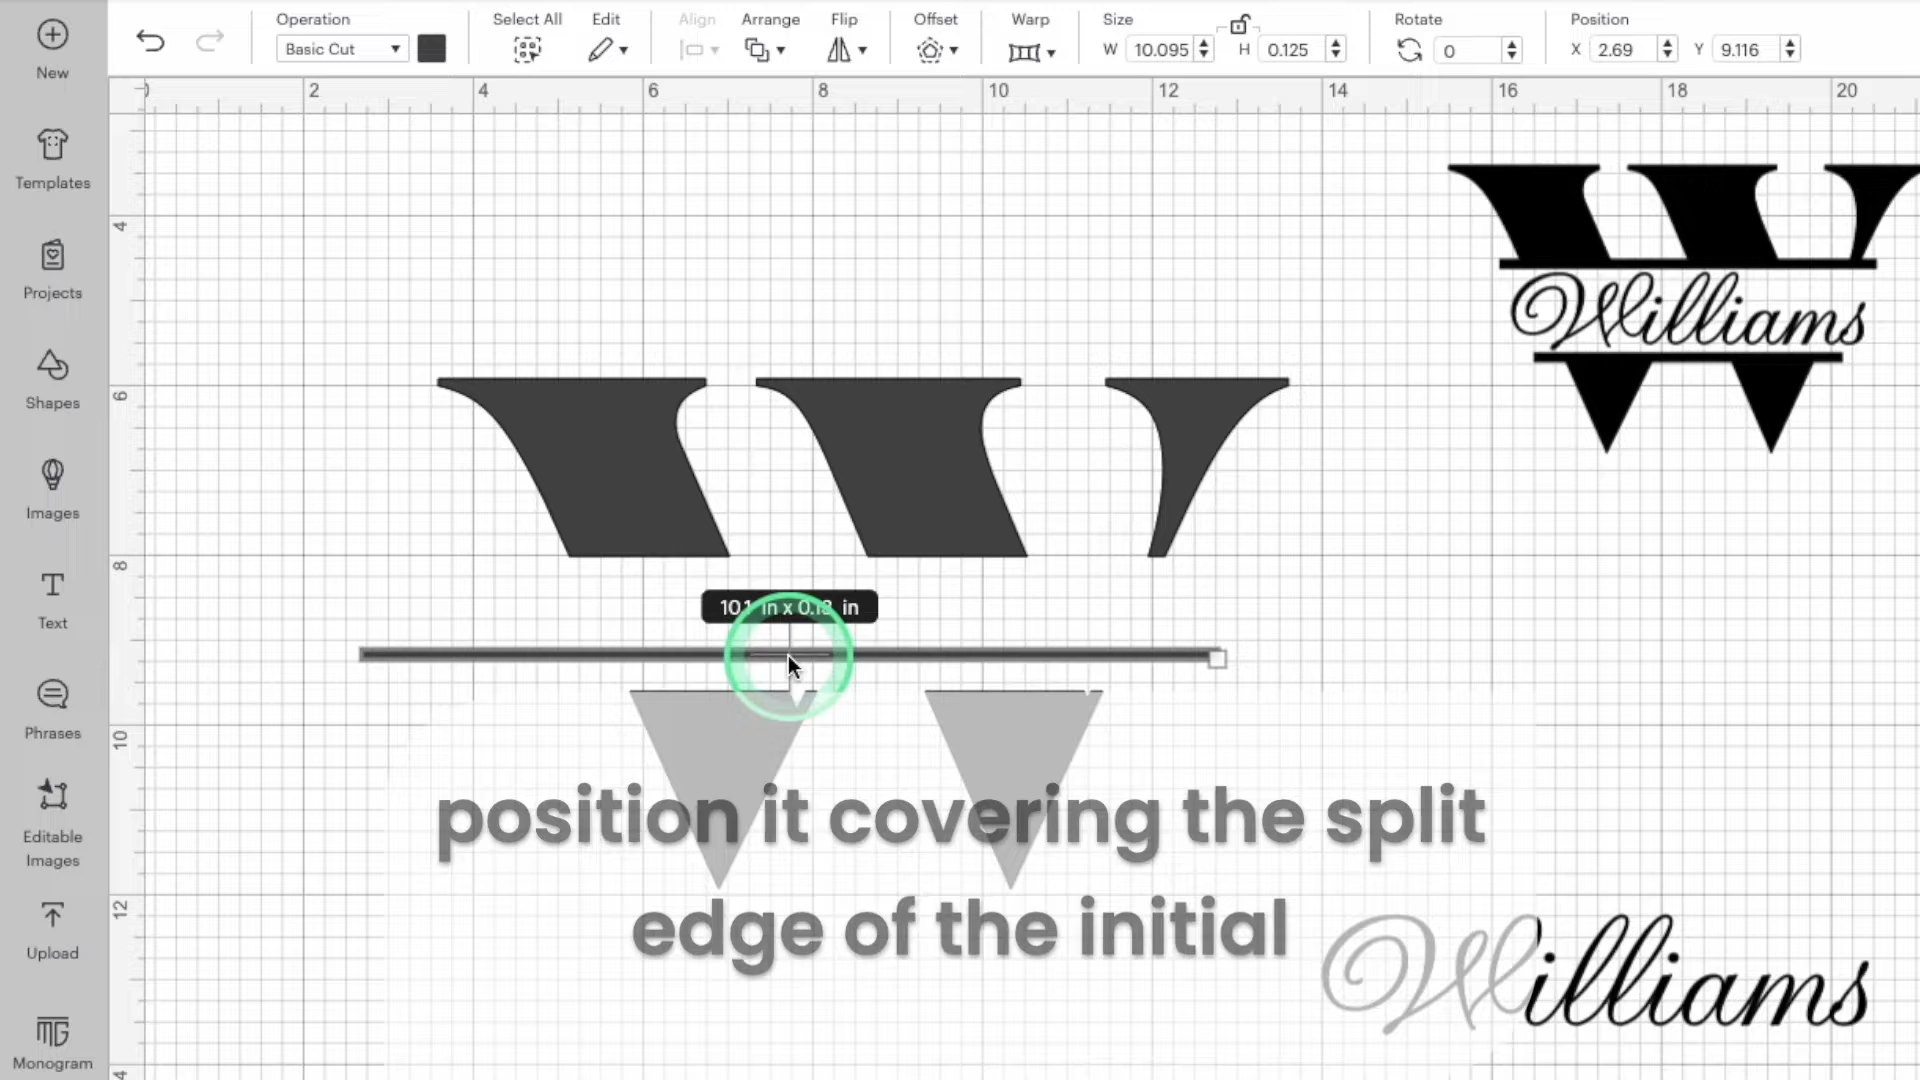 New
Templates
Projects
Shapes
Images
Text
Phrases
Editable
Images
Upload
Monogram
Operation
Basic Cut
Select All
Edit
Align
Arrange
Flip
Offset
Warp
Size
W 10.095
H 0.125
Rotate
0
Position
X 2.69
Y 9.116
0 2 4 6 8 10 12 14 16 18 20
4
6
8
10
12
Williams
position it covering the split
edge of the initial
Williams